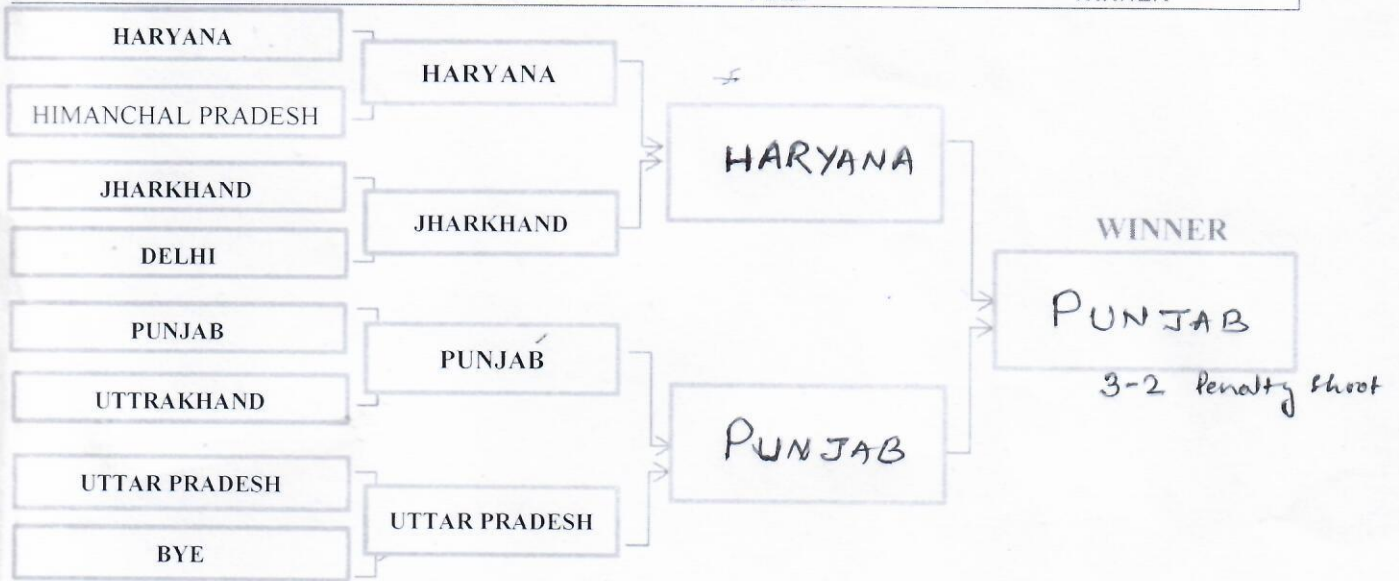 HARYANA
HIMANCHAL PRADESH
JHARKHAND
DELHI
PUNJAB
UTTRAKHAND
UTTAR PRADESH
BYE
HARYANA
JHARKHAND
PUNJAB
UTTAR PRADESH
HARYANA
PUNJAB
WINNER
PUNJAB
3-2 Penalty Shoot